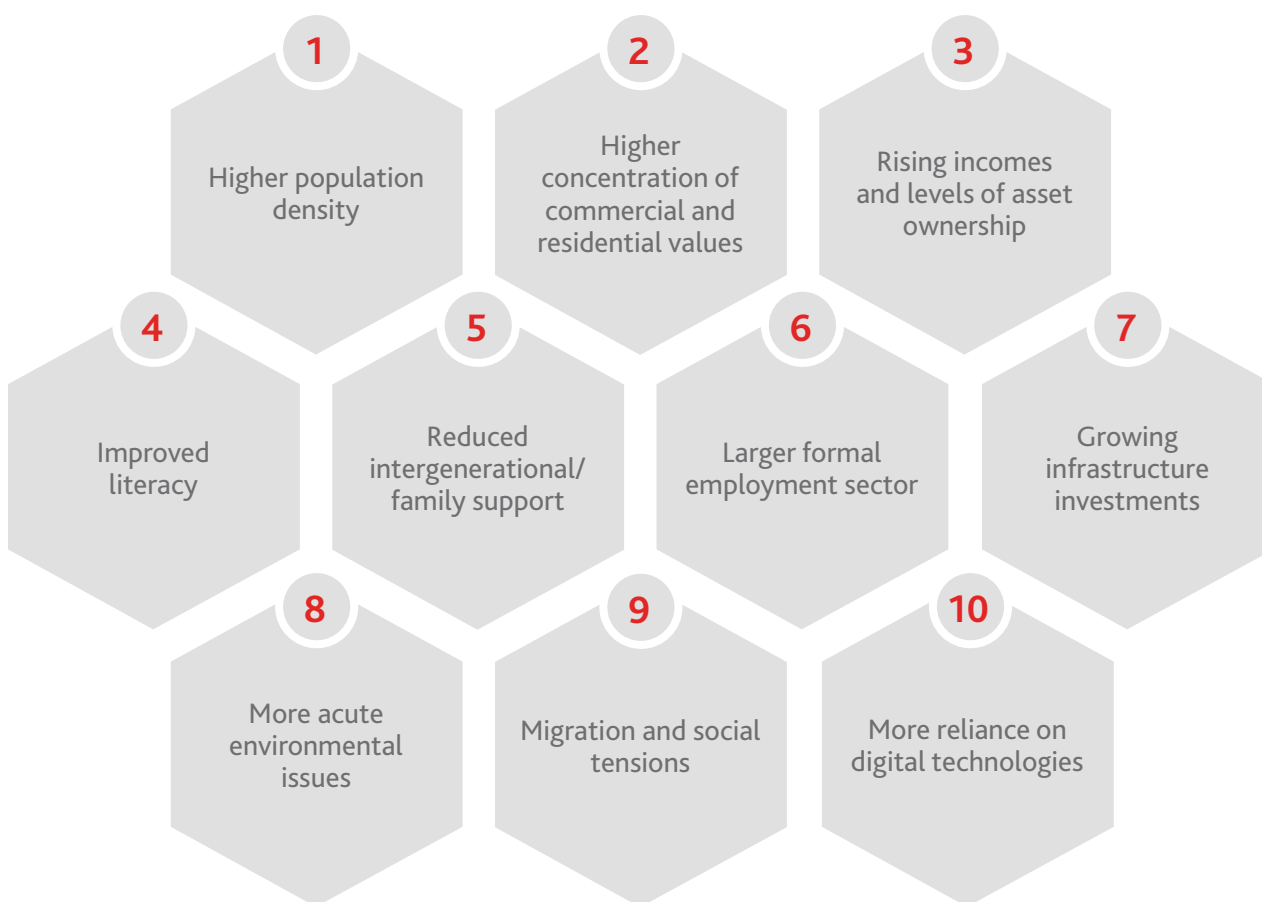 1
Higher population
density
2
Higher
concentration of
commercial and
residential values
3
Rising incomes
and levels of asset
ownership
4
Improved
literacy
5
Reduced
intergenerational/
family support
6
Larger formal
employment sector
7
Growing
infrastructure
investments
8
More acute
environmental
issues
9
Migration and social
tensions
10
More reliance on
digital technologies